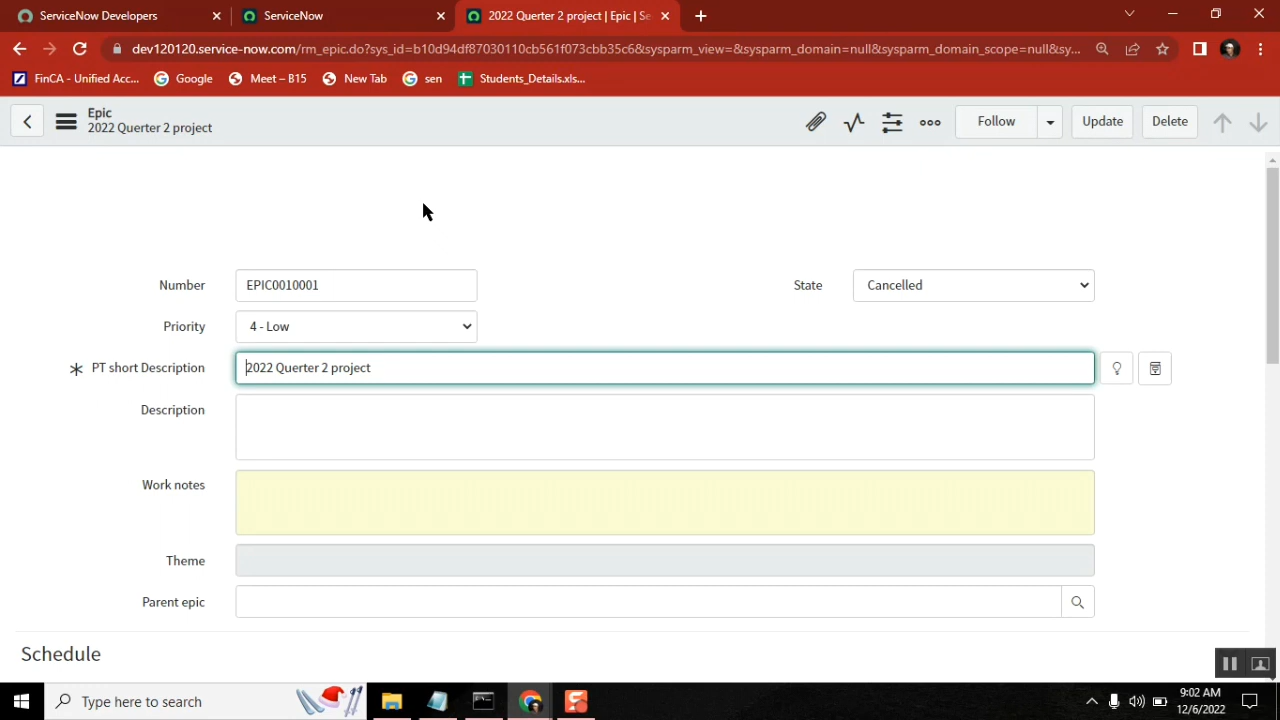 ServiceNow Developers
ServiceNow
2022 Querter 2 project | Epic | Se
dev120120.service-now.com/rm_epic.do?sys_id=b10d94df87030110cb561f073cbb35c6&sysparm_view=&sysparm_domain=null&sysparm_domain_scope=null&sy...
FinCA - Unified Acc...
Google
Meet – B15
New Tab
sen
Students_Details.xls...
Epic
2022 Querter 2 project
Follow
Update
Delete
Number
EPIC0010001
State
Cancelled
Priority
4 - Low
PT short Description
2022 Querter 2 project
Description
Work notes
Theme
Parent epic
Schedule
Type here to search
9:02 AM
12/6/2022